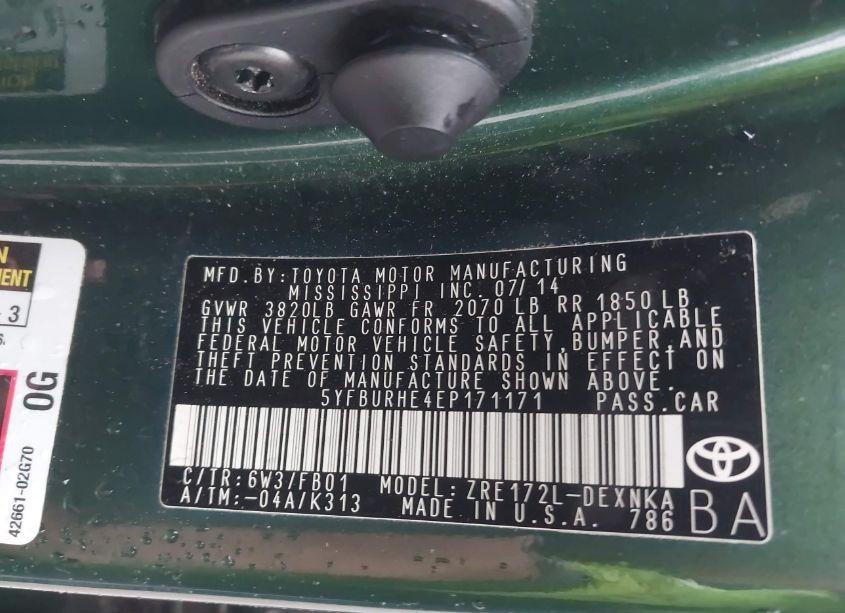 MFD.BY:TOYOTA MOTOR MANUFACTURING
MISSISSIPPI INC. 07/14
GVWR 3820LB GAWR FR 2070 LB RR 1850 LB
THIS VEHICLE CONFORMS TO ALL APPLICABLE
FEDERAL MOTOR VEHICLE SAFETY,BUMPER,AND
THEFT PREVENTION STANDARDS IN EFFECT ON
THE DATE OF MANUFACTURE SHOWN ABOVE.
5YFBURHE4EP171171 PASS.CAR
C/TR:6W3/FB01 MODEL:ZRE172L-DEXNKA
A/TM:-04A/K313 MADE IN U.S.A. 786
BA
3
S.
0G
42661-02G70